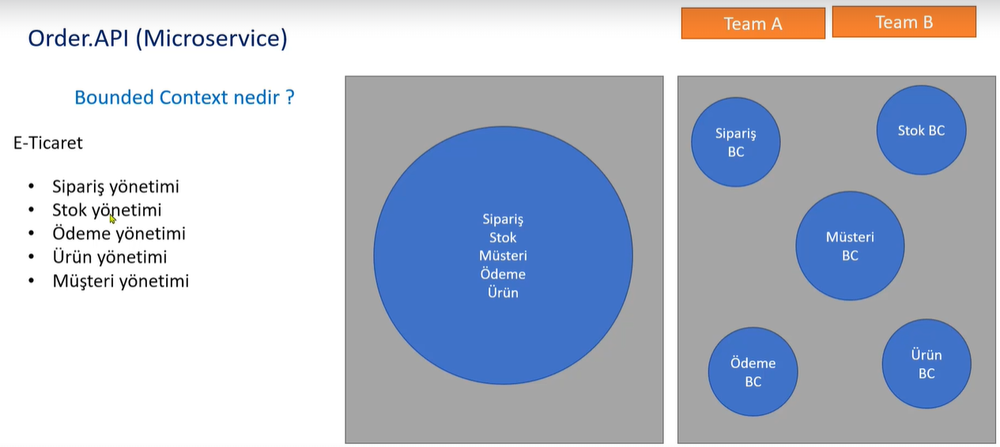 Order.API (Microservice)
Team A
Team B
Bounded Context nedir ?
E-Ticaret
• Sipariş yönetimi
• Stok yönetimi
• Ödeme yönetimi
• Ürün yönetimi
• Müşteri yönetimi
Sipariş
Stok
Müsteri
Ödeme
Ürün
Sipariş
BC
Stok BC
Müsteri
BC
Ödeme
BC
Ürün
BC